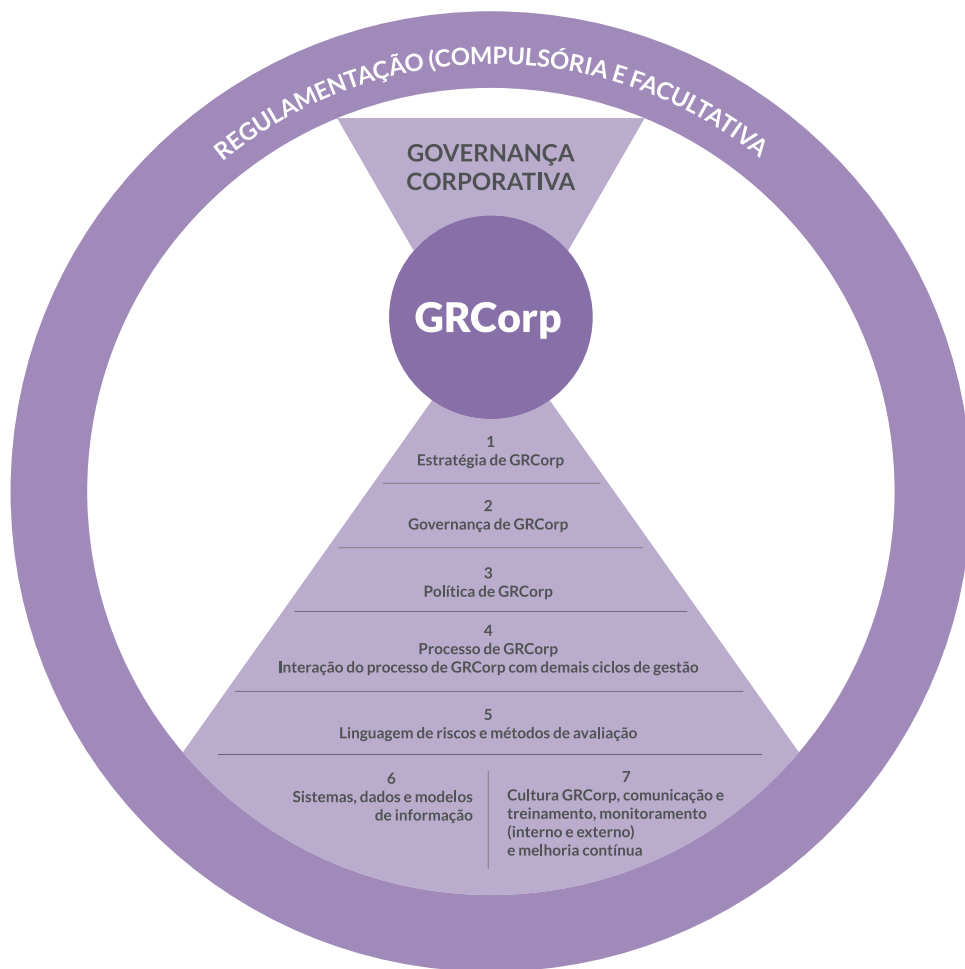 REGULAMENTAÇÃO (COMPULSÓRIA E FACULTATIVA
GOVERNANÇA
CORPORATIVA
GRCorp
1
Estratégia de GRCorp
2
Governança de GRCorp
3
Política de GRCorp
4
Processo de GRCorp
Interação do processo de GRCorp com demais ciclos de gestão
5
Linguagem de riscos e métodos de avaliação
6
Sistemas, dados e modelos
de informação
7
Cultura GRCorp, comunicação e
treinamento, monitoramento
(interno e externo)
e melhoria contínua